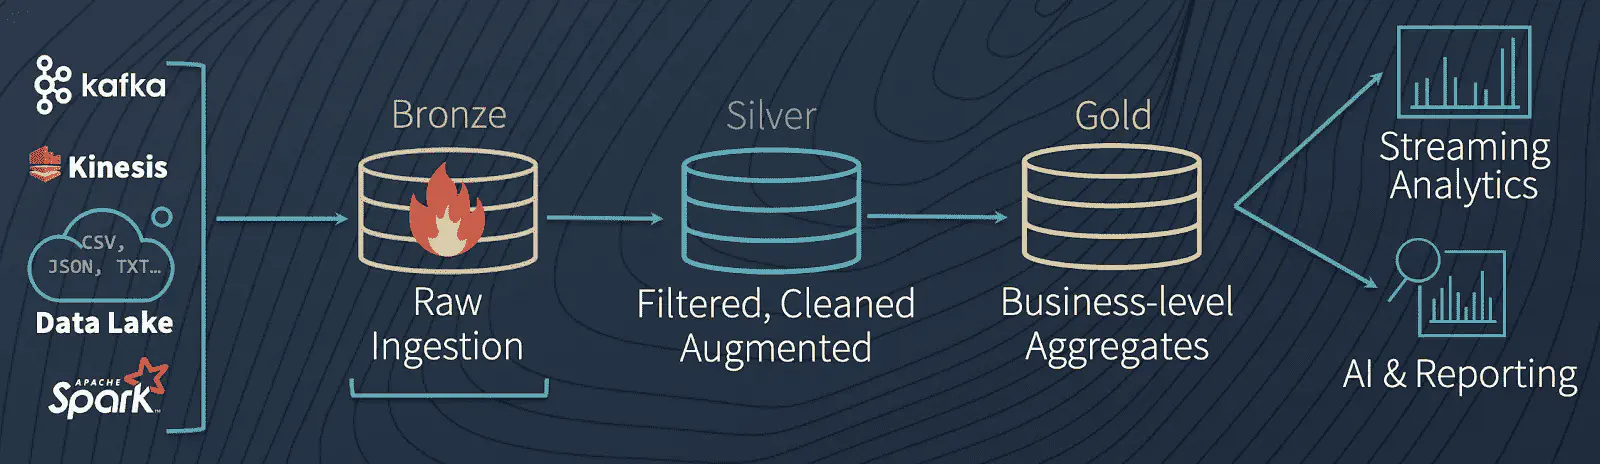 kafka
Kinesis
CSV,
JSON, TXT…
Data Lake
APACHE
Spark™
Bronze
Raw
Ingestion
Silver
Filtered, Cleaned
Augmented
Gold
Business-level
Aggregates
Streaming
Analytics
AI & Reporting